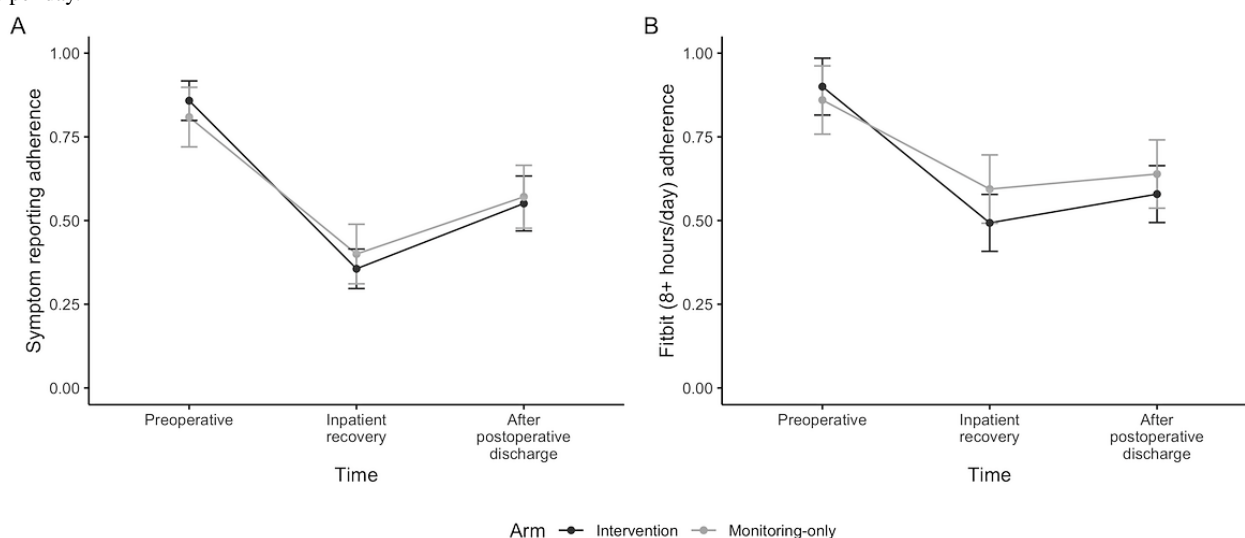 A
Symptom reporting adherence
1.00
0.75
0.50
0.25
0.00
Preoperative
Inpatient
recovery
After
postoperative
discharge
Time
B
Fitbit (8+ hours/day) adherence
1.00
0.75
0.50
0.25
0.00
Preoperative
Inpatient
recovery
After
postoperative
discharge
Time
Arm Intervention Monitoring-only